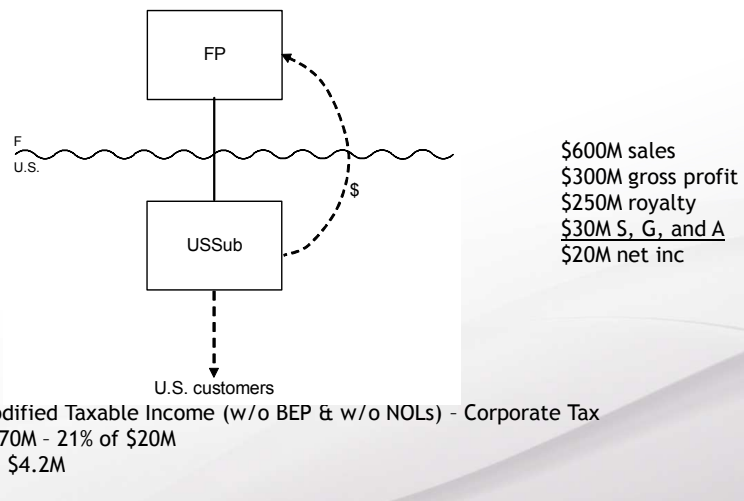 FP
F
U.S.
$
USSub
U.S. customers
$600M sales
$300M gross profit
$250M royalty
$30M S, G, and A
$20M net inc
odified Taxable Income (w/o BEP & w/o NOLs) – Corporate Tax
70M – 21% of $20M
$4.2M